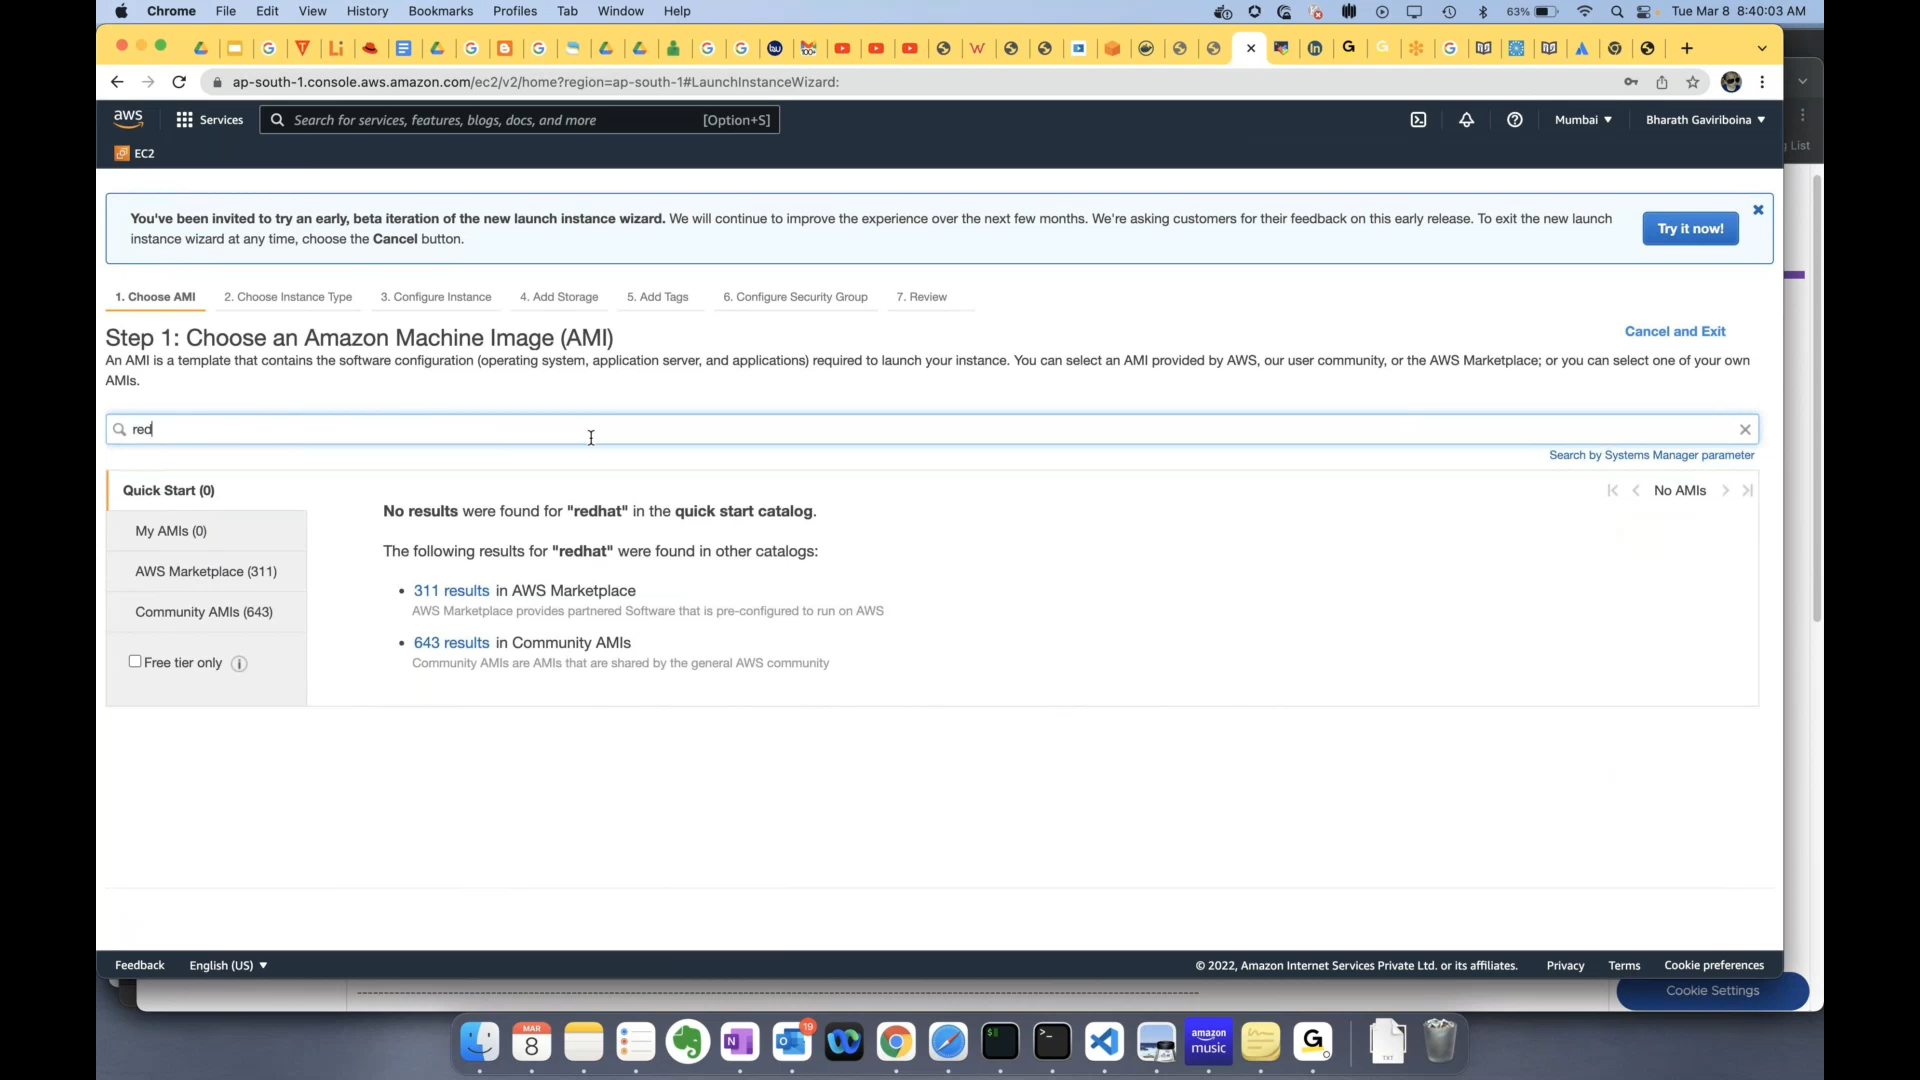 Chrome File Edit View History Bookmarks Profiles Tab Window Help
63% Tue Mar 8 8:40:03 AM
ap-south-1.console.aws.amazon.com/ec2/v2/home?region=ap-south-1#LaunchInstanceWizard:
aws Services Search for services, features, blogs, docs, and more [Option+S] Mumbai Bharath Gaviriboina
List
EC2
You've been invited to try an early, beta iteration of the new launch instance wizard. We will continue to improve the experience over the next few months. We're asking customers for their feedback on this early release. To exit the new launch
instance wizard at any time, choose the Cancel button.
Try it now!
1. Choose AMI 2. Choose Instance Type 3. Configure Instance 4. Add Storage 5. Add Tags 6. Configure Security Group 7. Review
Step 1: Choose an Amazon Machine Image (AMI)
Cancel and Exit
An AMI is a template that contains the software configuration (operating system, application server, and applications) required to launch your instance. You can select an AMI provided by AWS, our user community, or the AWS Marketplace; or you can select one of your own
AMIs.
red
Search by Systems Manager parameter
Quick Start (0)
No AMIs
My AMIs (0)
AWS Marketplace (311)
Community AMIs (643)
Free tier only
No results were found for "redhat" in the quick start catalog.
The following results for "redhat" were found in other catalogs:
311 results in AWS Marketplace
AWS Marketplace provides partnered Software that is pre-configured to run on AWS
643 results in Community AMIs
Community AMIs are AMIs that are shared by the general AWS community
Feedback English (US) © 2022, Amazon Internet Services Private Ltd. or its affiliates. Privacy Terms Cookie preferences
Cookie Settings
MAR
8
19
amazon
music
TXT